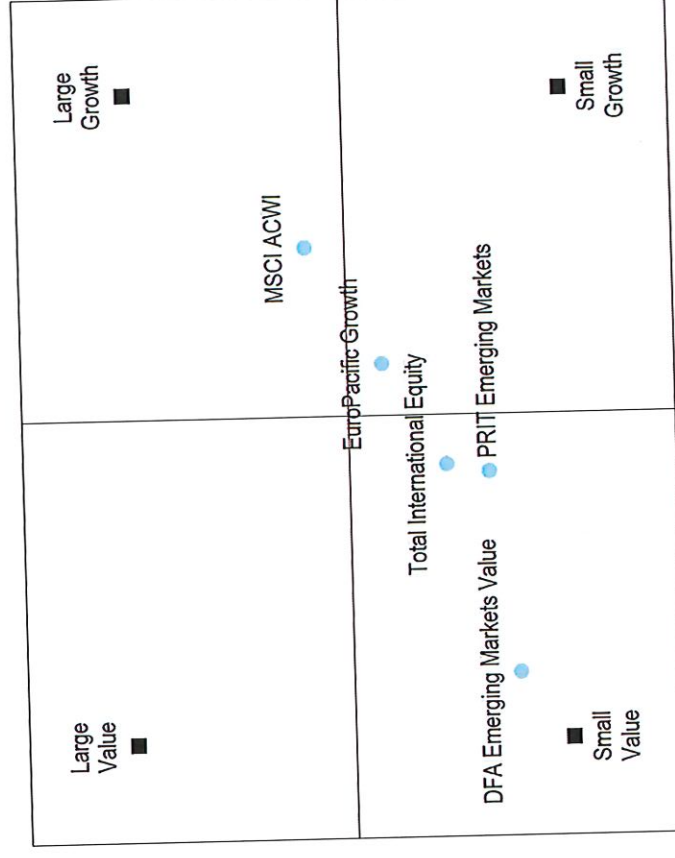 Large
Growth
MSCI ACWI
EuroPacific Growth
Total International Equity
PRIT Emerging Markets
DFA Emerging Markets Value
Large
Value
Small
Growth
Small
Value